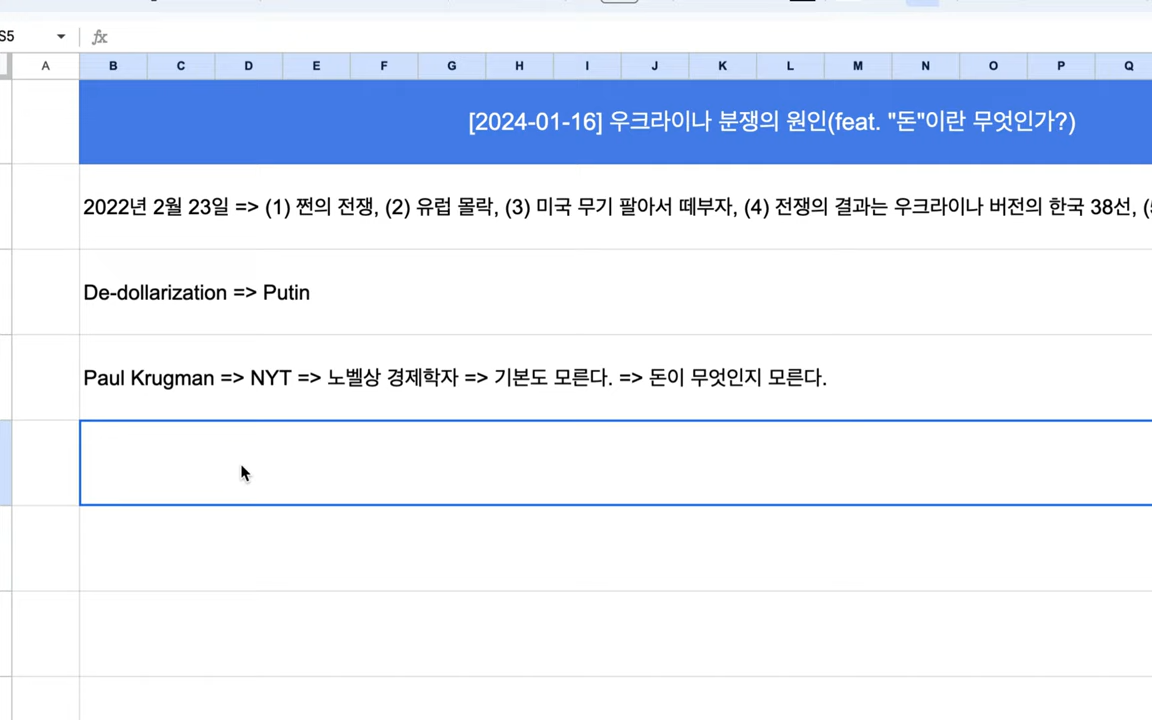 S5
fx
A B C D E F G H I J K L M N O P Q
[2024-01-16] 우크라이나 분쟁의 원인(feat. "돈"이란 무엇인가?)
2022년 2월 23일 => (1) 쩐의 전쟁, (2) 유럽 몰락, (3) 미국 무기 팔아서 떼부자, (4) 전쟁의 결과는 우크라이나 버전의 한국 38선, (
De-dollarization => Putin
Paul Krugman => NYT => 노벨상 경제학자 => 기본도 모른다. => 돈이 무엇인지 모른다.